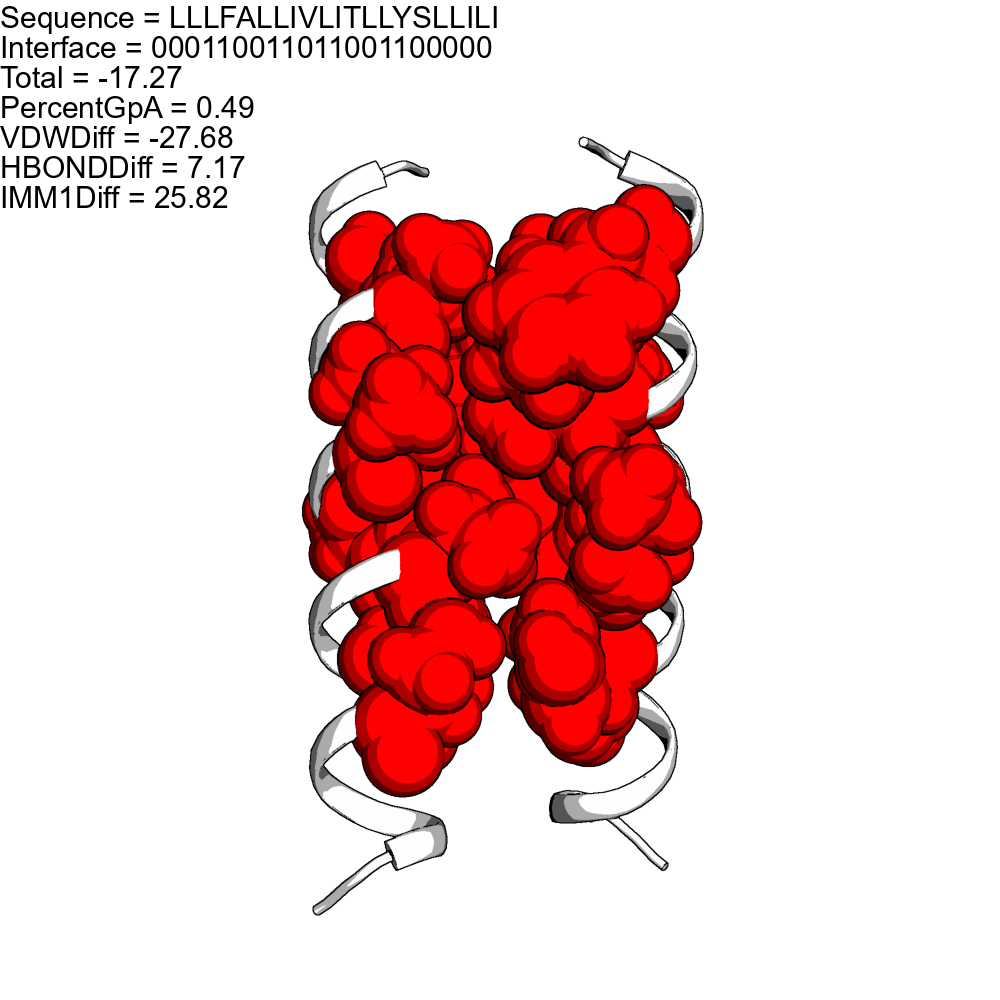 Sequence = LLLFALLIVLITLLYSLLILI
Interface = 000110011011001100000
Total = -17.27
PercentGpA = 0.49
VDWDiff = -27.68
HBONDDiff = 7.17
IMM1Diff = 25.82